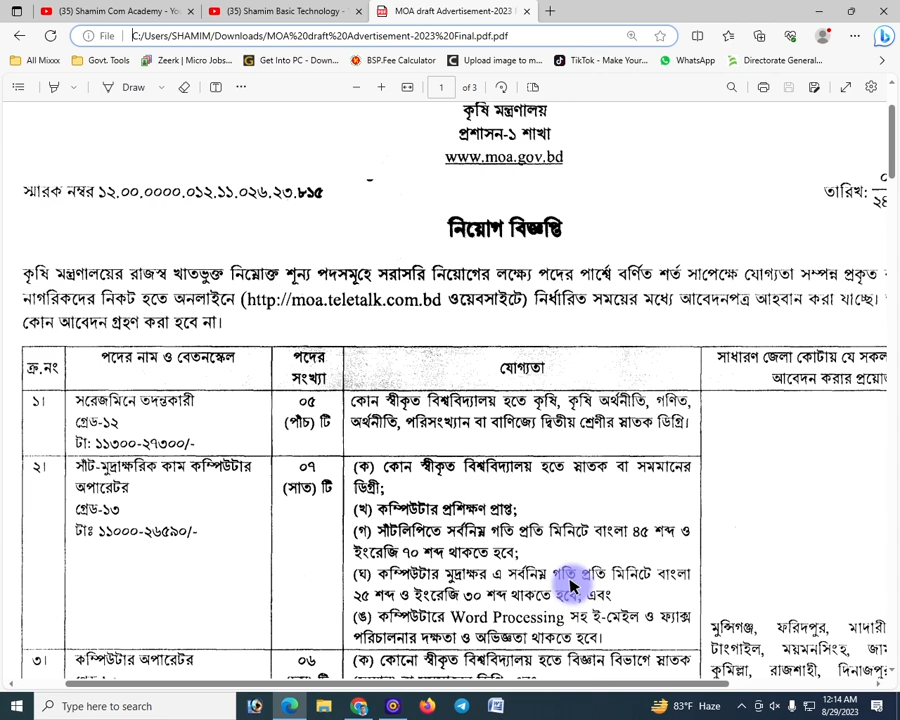 (35) Shamim Com Academy - Yo
(35) Shamim Basic Technology
MOA draft Advertisement-2023
File
C:/Users/SHAMIM/Downloads/MOA%20draft%20Advertisement-2023%20Final.pdf.pdf
All Mixxx
Govt. Tools
Zeerk | Micro Jobs...
Get Into PC - Down...
BSP.Fee Calculator
Upload image to m...
TikTok - Make Your...
WhatsApp
Directorate General...
Draw
1 of 3
কৃষি মন্ত্রণালয়
প্রশাসন-১ শাখা
www.moa.gov.bd
স্মারক নম্বর ১২.০০.০০০০.০১২.১১.০২৬.২৩.৮১৫
তারিখ:
২৪
নিয়োগ বিজ্ঞপ্তি
কৃষি মন্ত্রণালয়ের রাজস্ব খাতভুক্ত নিম্নোক্ত শূন্য পদসমূহে সরাসরি নিয়োগের লক্ষ্যে পদের পার্শ্বে বর্ণিত শর্ত সাপেক্ষে যোগ্যতা সম্পন্ন প্রকৃত
নাগরিকদের নিকট হতে অনলাইনে (http://moa.teletalk.com.bd ওয়েবসাইটে) নির্ধারিত সময়ের মধ্যে আবেদনপত্র আহবান করা যাচ্ছে।
কোন আবেদন গ্রহণ করা হবে না।
ক্র.নং
পদের নাম ও বেতনস্কেল
পদের
সংখ্যা
যোগ্যতা
সাধারণ জেলা কোটায় যে সকল
আবেদন করার প্রয়োজ
১।
সরেজমিনে তদন্তকারী
গ্রেড-১২
টা: ১১৩০০-২৭৩০০/-
০৫
(পাঁচ) টি
কোন স্বীকৃত বিশ্ববিদ্যালয় হতে কৃষি, কৃষি অর্থনীতি, গণিত,
অর্থনীতি, পরিসংখ্যান বা বাণিজ্যে দ্বিতীয় শ্রেণীর স্নাতক ডিগ্রি।
২।
সাঁট-মুদ্রাক্ষরিক কাম কম্পিউটার
অপারেটর
গ্রেড-১৩
টাঃ ১১০০০-২৬৫৯০/-
০৭
(সাত) টি
(ক) কোন স্বীকৃত বিশ্ববিদ্যালয় হতে স্নাতক বা সমমানের
ডিগ্রী;
(খ) কম্পিউটার প্রশিক্ষণ প্রাপ্ত;
(গ) সাঁটলিপিতে সর্বনিম্ন গতি প্রতি মিনিটে বাংলা ৪৫ শব্দ ও
ইংরেজি ৭০ শব্দ থাকতে হবে;
(ঘ) কম্পিউটার মুদ্রাক্ষর এ সর্বনিম্ন গতি প্রতি মিনিটে বাংলা
২৫ শব্দ ও ইংরেজি ৩০ শব্দ থাকতে হবে; এবং
(ঙ) কম্পিউটারে Word Processing সহ ই-মেইল ও ফ্যাক্স
পরিচালনার দক্ষতা ও অভিজ্ঞতা থাকতে হবে।
মুন্সিগঞ্জ, ফরিদপুর, মাদারী
টাংগাইল, ময়মনসিংহ, জাম
কুমিল্লা, রাজশাহী, দিনাজপুর
৩।
কম্পিউটার অপারেটর
০৬
(ক) কোনো স্বীকৃত বিশ্ববিদ্যালয় হতে বিজ্ঞান বিভাগে স্নাতক
Type here to search
83°F Haze
12:14 AM
8/29/2023